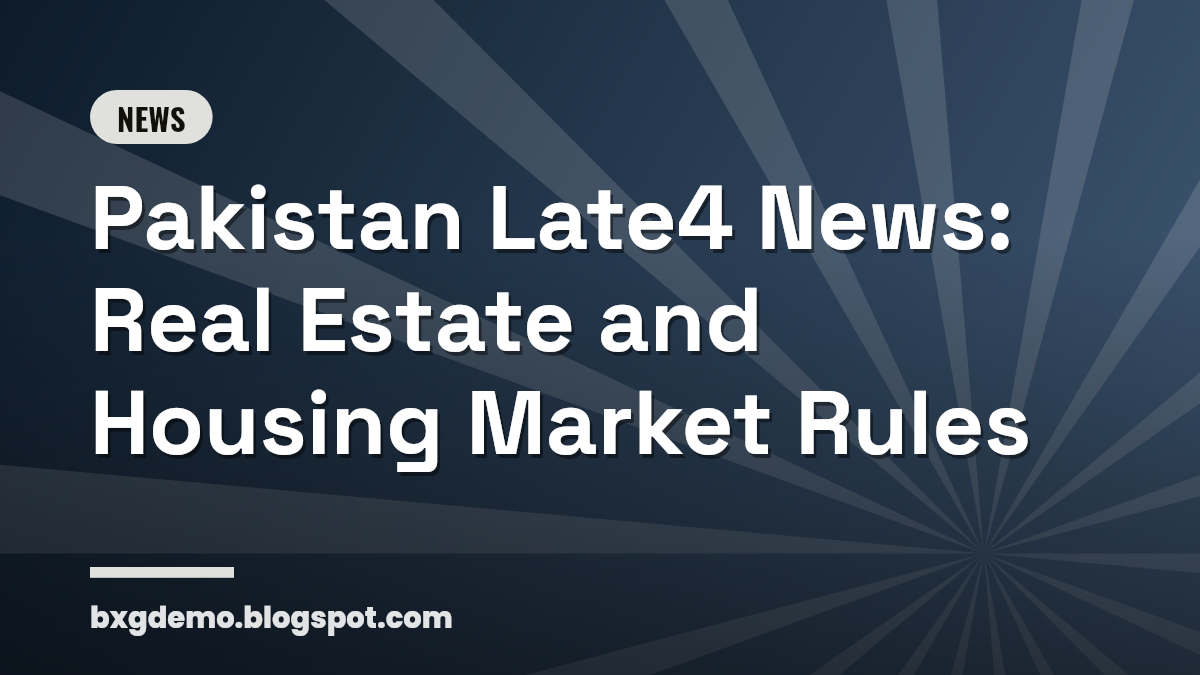 NEWS
Pakistan Late4 News:
Real Estate and
Housing Market Rules
bxgdemo.blogspot.com